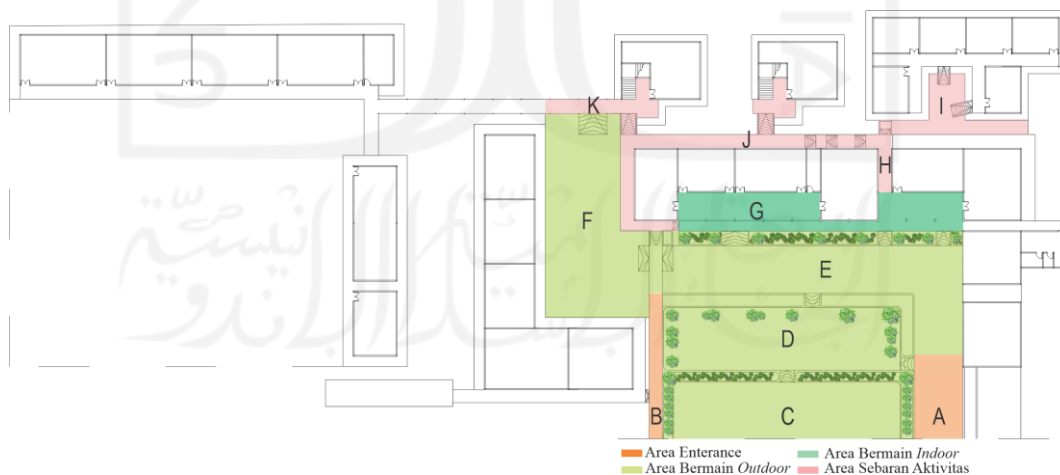 K
I
J
H
G
F
E
D
B
C
A
Area Enterance
Area Bermain Indoor
Area Bermain Outdoor
Area Sebaran Aktivitas